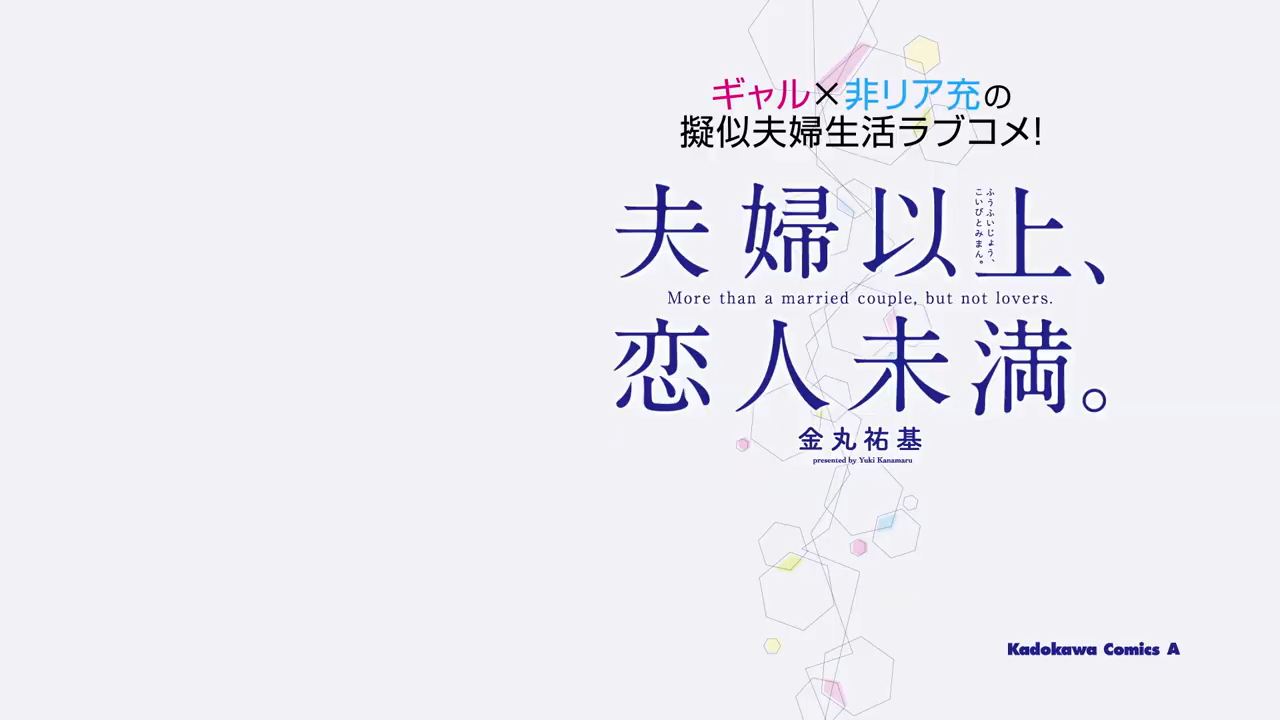 ギャル×非リア充の
擬似夫婦生活ラブコメ!
夫婦以上、
ふうふいじょう、
こいびとみまん。
More than a married couple, but not lovers.
恋人未満。
金丸祐基
presented by Yuki Kanamaru
Kadokawa Comics A